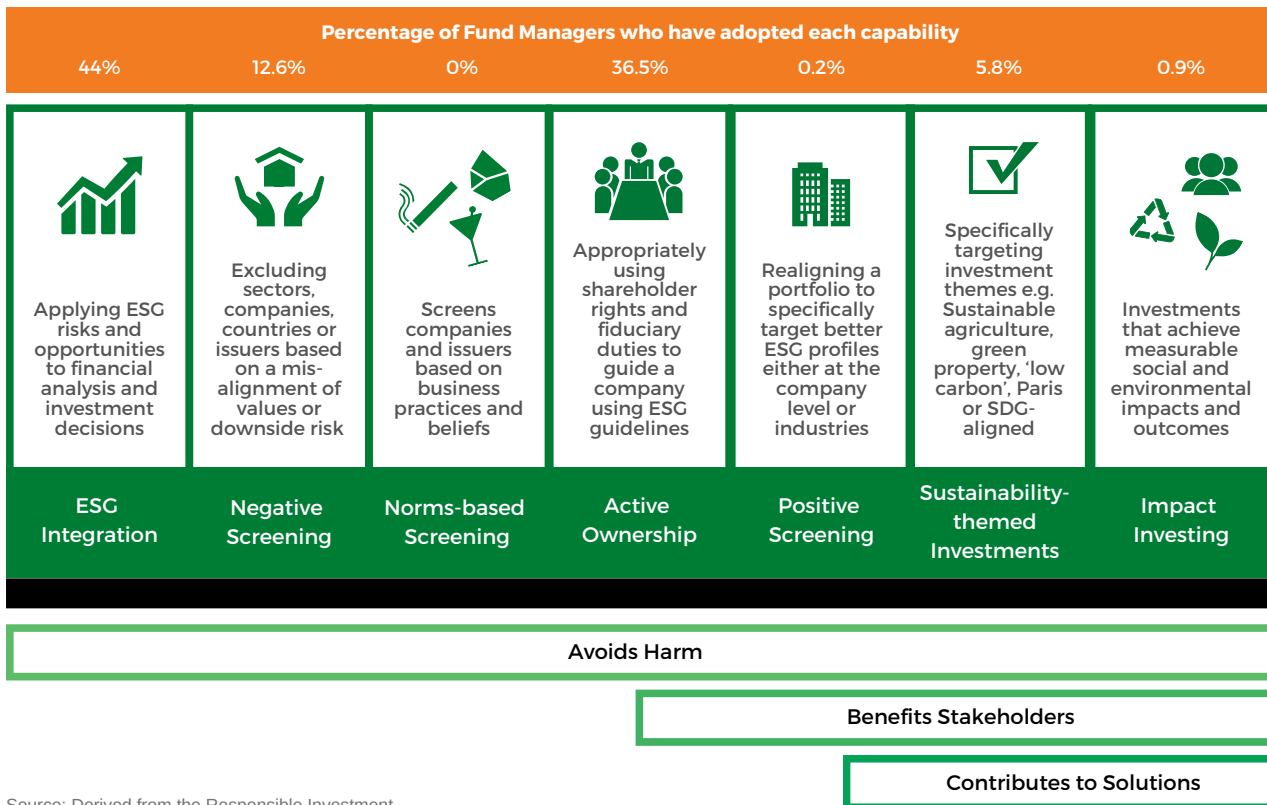 Percentage of Fund Managers who have adopted each capability
44% 12.6% 0% 36.5% 0.2% 5.8% 0.9%
Applying ESG
risks and
opportunities
to financial
analysis and
investment
decisions
Excluding
sectors,
companies,
countries or
issuers based
on a mis-
alignment of
values or
downside risk
Screens
companies
and issuers
based on
business
practices and
beliefs
Appropriately
using
shareholder
rights and
fiduciary
duties to
guide a
company
using ESG
guidelines
Realigning a
portfolio to
specifically
target better
ESG profiles
either at the
company
level or
industries
Specifically
targeting
investment
themes e.g.
Sustainable
agriculture,
green
property, ‘low
carbon’, Paris
or SDG-
aligned
Investments
that achieve
measurable
social and
environmental
impacts and
outcomes
ESG
Integration
Negative
Screening
Norms-based
Screening
Active
Ownership
Positive
Screening
Sustainability-
themed
Investments
Impact
Investing
Avoids Harm
Benefits Stakeholders
Contributes to Solutions
Source: Derived from the Responsible Investment